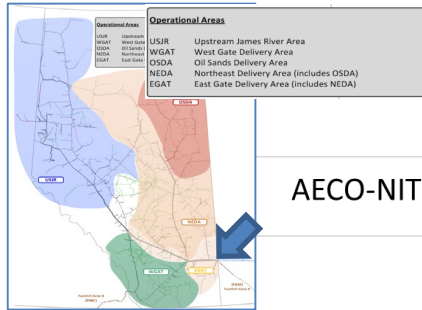 Operational Areas
USJR Upstream
WGAT West Gate
OSDA Oil Sands
NEDA Northeast
EGAT East Gate
Operational Areas
USJR Upstream James River Area
WGAT West Gate Delivery Area
OSDA Oil Sands Delivery Area
NEDA Northeast Delivery Area (includes OSDA)
EGAT East Gate Delivery Area (includes NEDA)
OSDA
USJR
AECO-NIT
NEDA
WGAT
EGAT